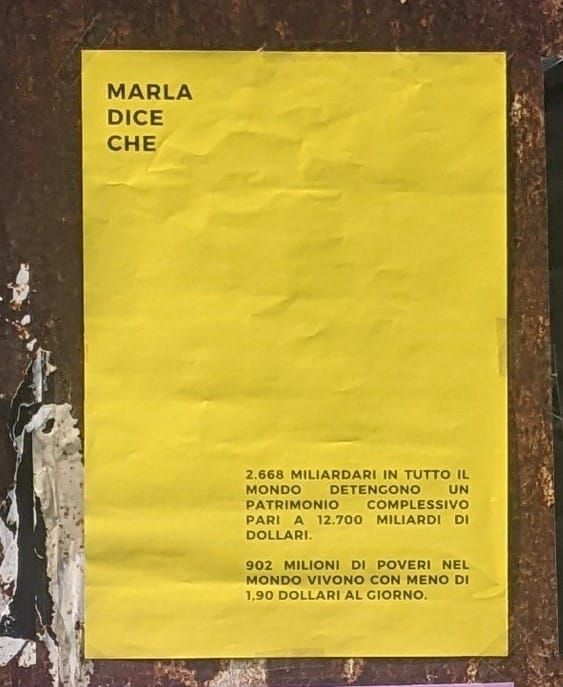 MARLA
DICE
CHE
2.668 MILIARDARI IN TUTTO IL
MONDO DETENGONO UN
PATRIMONIO COMPLESSIVO
PARI A 12.700 MILIARDI DI
DOLLARI.
902 MILIONI DI POVERI NEL
MONDO VIVONO CON MENO DI
1,90 DOLLARI AL GIORNO.